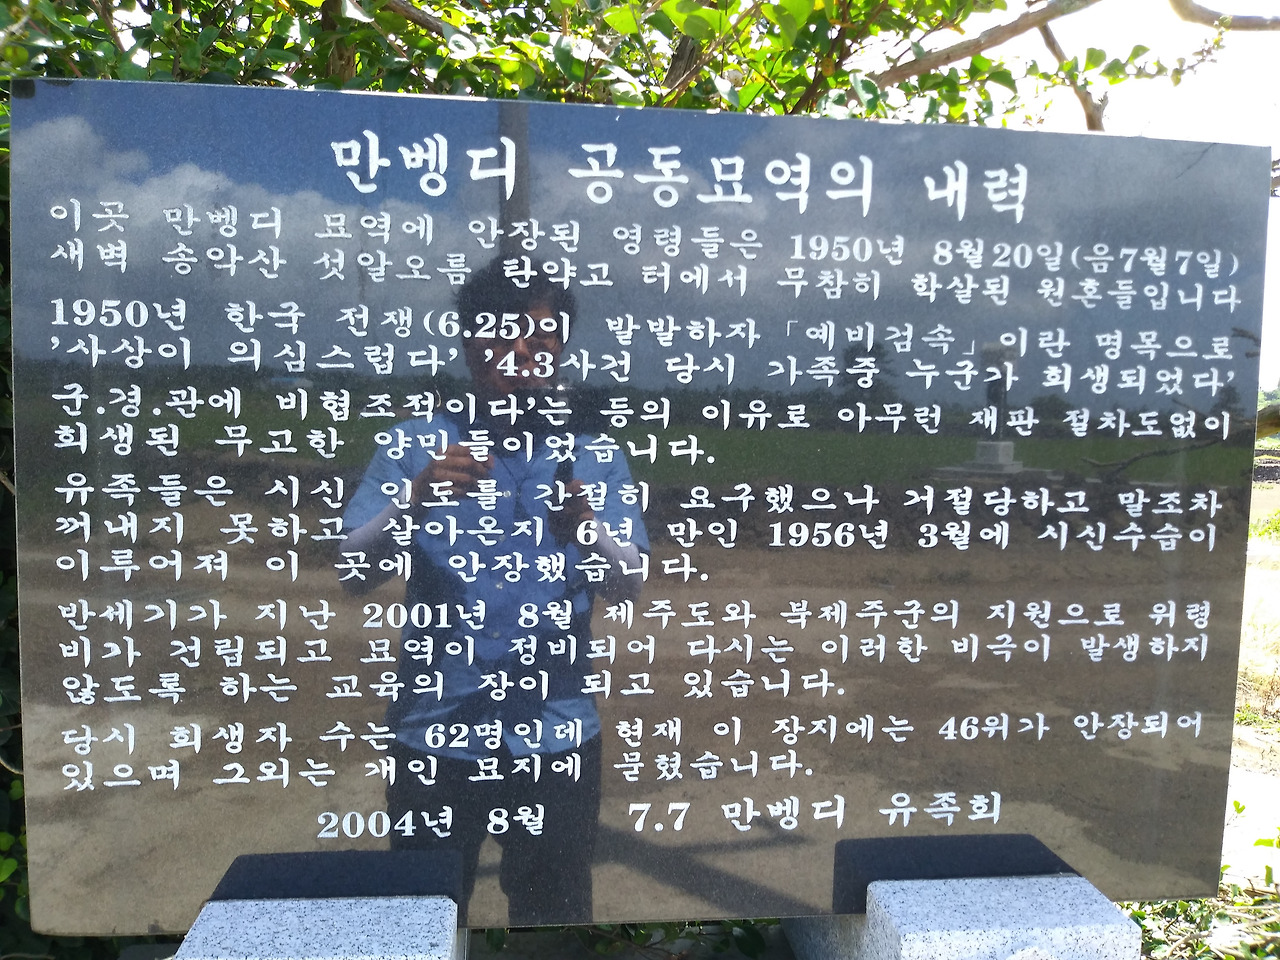 만벵디 공동묘역의 내력
이곳 만벵디 묘역에 안장된 영령들은 1950년 8월20일(음7월7일)
새벽 송악산 섯알오름 탄약고 터에서 무참히 학살된 원혼들입니다
1950년 한국 전쟁(6.25)이 발발하자 「예비검속」이란 명목으로
'사상이 의심스럽다' '4.3사건 당시 가족중 누군가 희생되었다'
군.경.관에 비협조적이다'는 등의 이유로 아무런 재판 절차도없이
희생된 무고한 양민들이었습니다.
유족들은 시신 인도를 간절히 요구했으나 거절당하고 말조차
꺼내지 못하고 살아온지 6년 만인 1956년 3월에 시신수습이
이루어져 이 곳에 안장했습니다.
반세기가 지난 2001년 8월 제주도와 북제주군의 지원으로 위령
비가 건립되고 묘역이 정비되어 다시는 이러한 비극이 발생하지
않도록 하는 교육의 장이 되고 있습니다.
당시 희생자 수는 62명인데 현재 이 장지에는 46위가 안장되어
있으며 그외는 개인 묘지에 묻혔습니다.
2004년 8월 7.7 만벵디 유족회